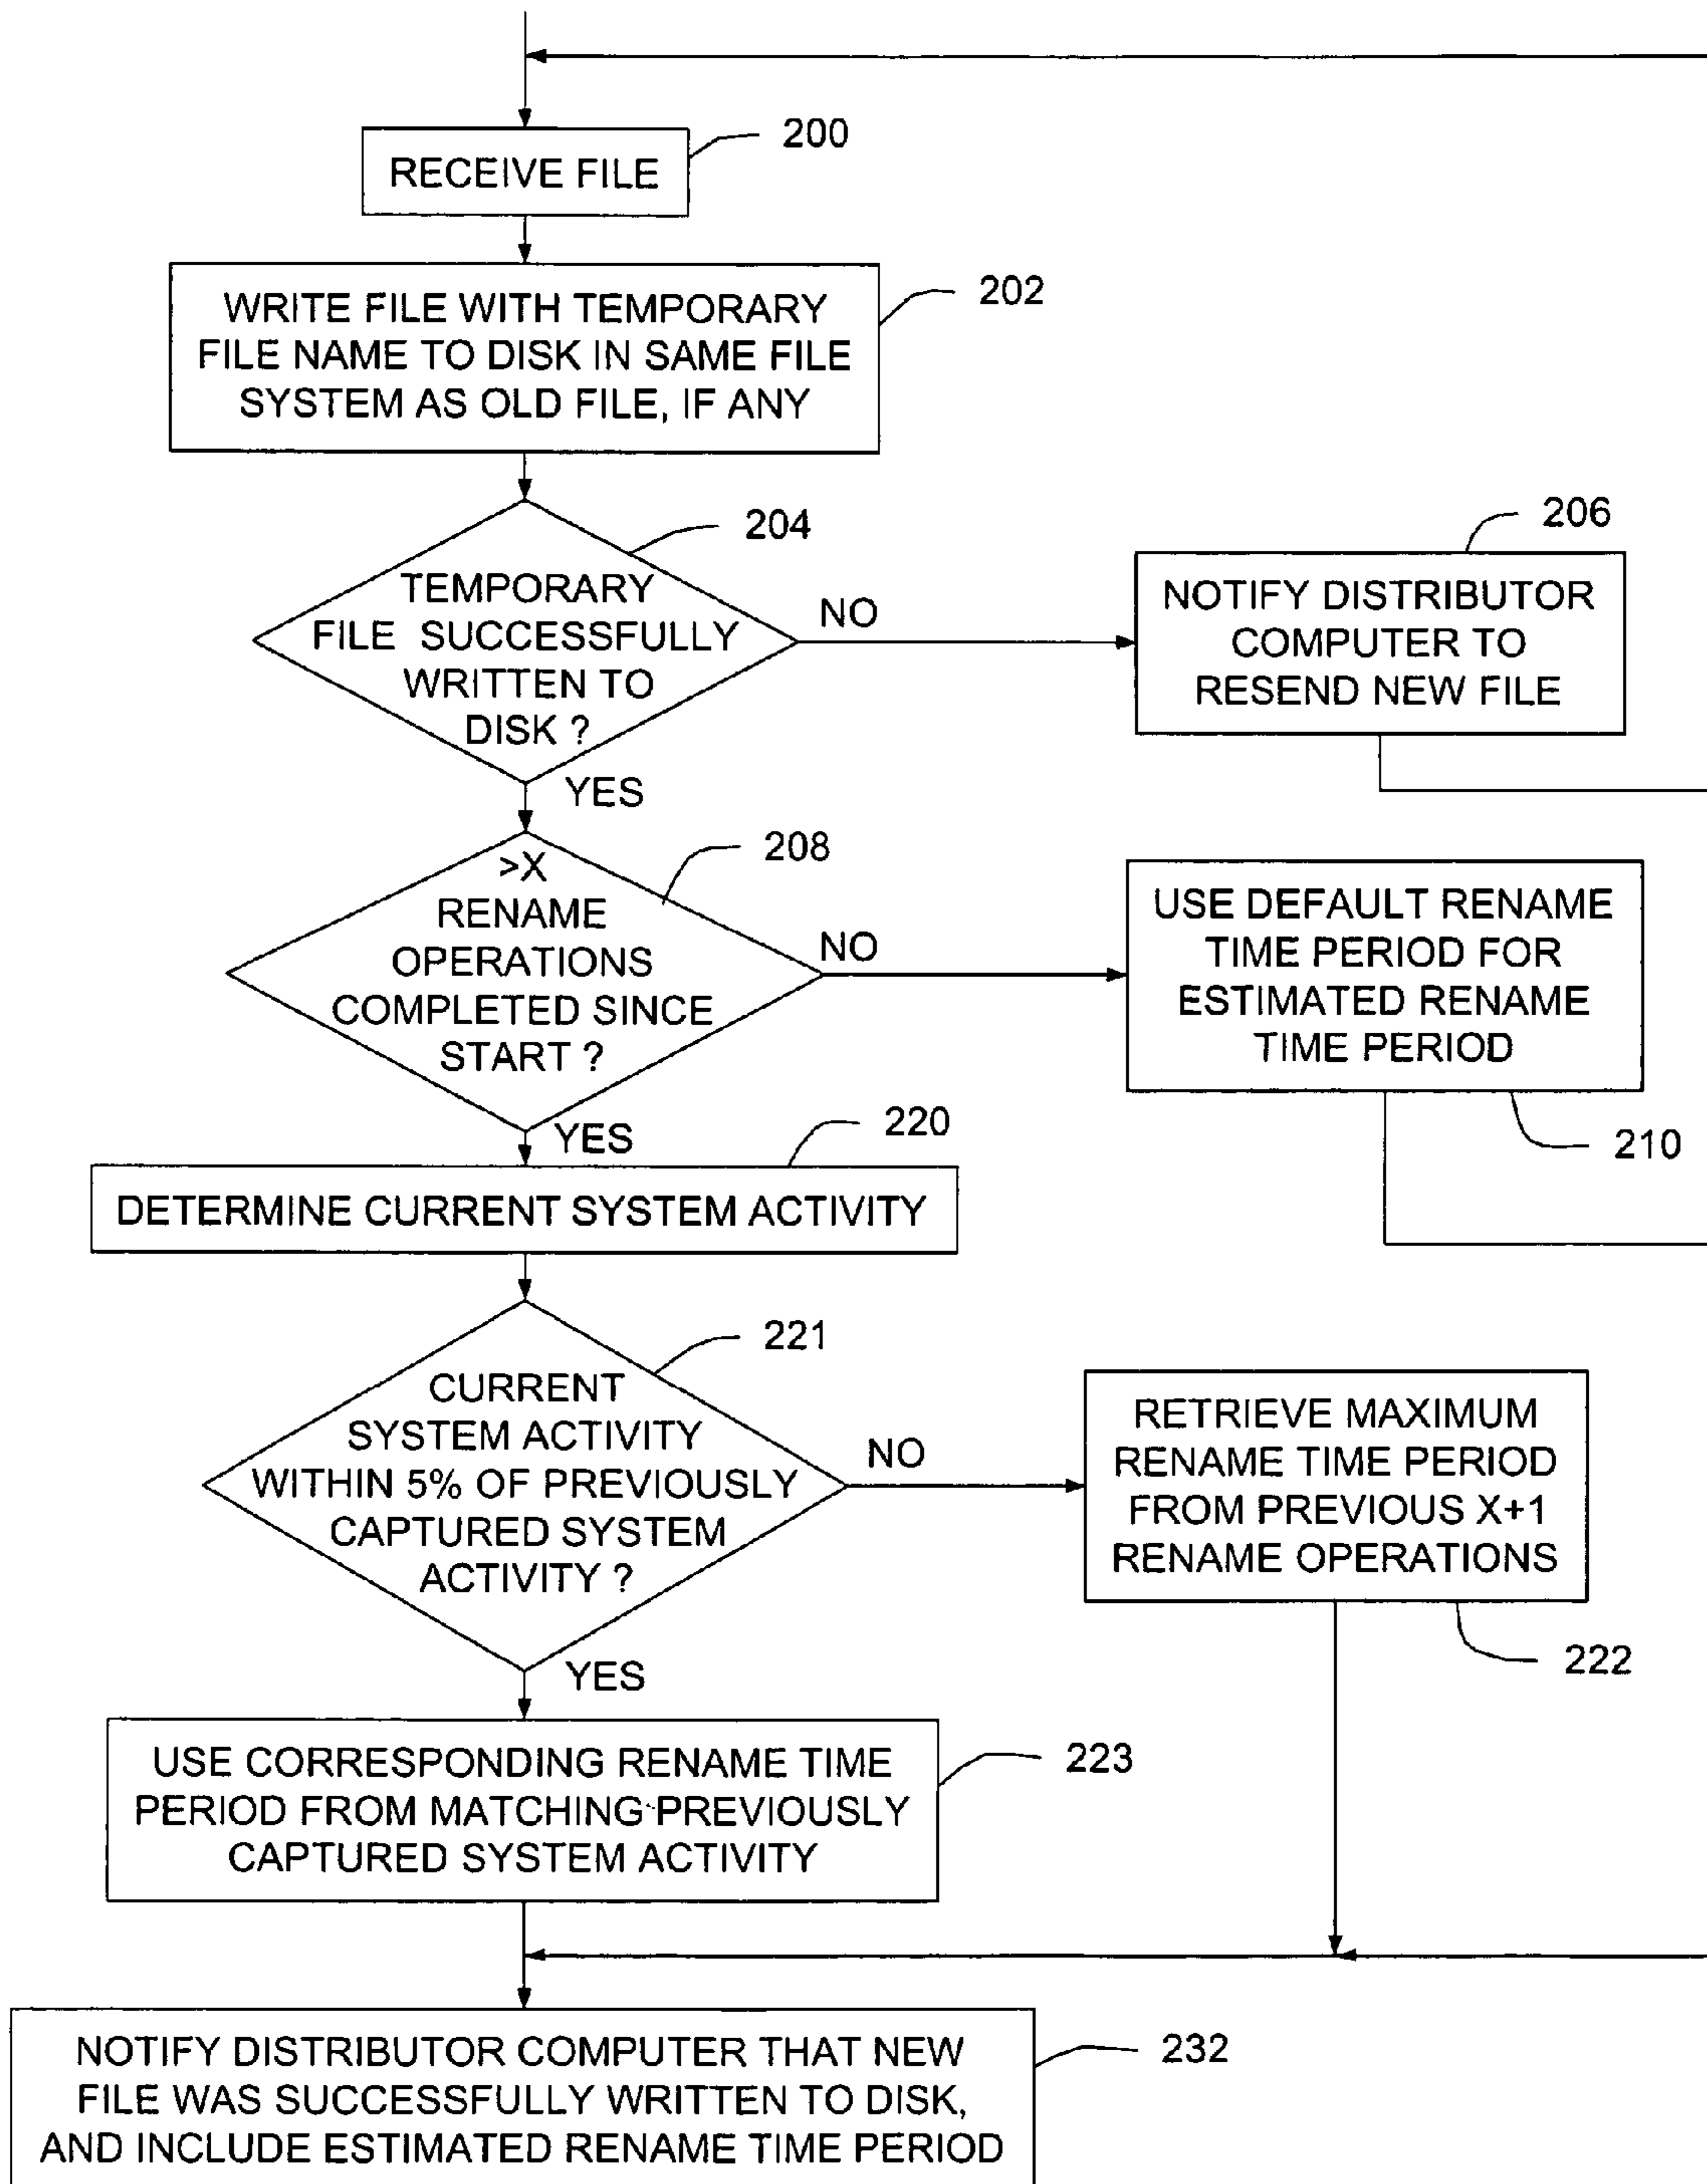 200
RECEIVE FILE
202
WRITE FILE WITH TEMPORARY
FILE NAME TO DISK IN SAME FILE
SYSTEM AS OLD FILE, IF ANY
204
TEMPORARY
FILE SUCCESSFULLY
WRITTEN TO
DISK ?
NO
206
NOTIFY DISTRIBUTOR
COMPUTER TO
RESEND NEW FILE
YES
208
>X
RENAME
OPERATIONS
COMPLETED SINCE
START ?
NO
USE DEFAULT RENAME
TIME PERIOD FOR
ESTIMATED RENAME
TIME PERIOD
210
YES
220
DETERMINE CURRENT SYSTEM ACTIVITY
221
CURRENT
SYSTEM ACTIVITY
WITHIN 5% OF PREVIOUSLY
CAPTURED SYSTEM
ACTIVITY ?
NO
RETRIEVE MAXIMUM
RENAME TIME PERIOD
FROM PREVIOUS X+1
RENAME OPERATIONS
222
YES
223
USE CORRESPONDING RENAME TIME
PERIOD FROM MATCHING PREVIOUSLY
CAPTURED SYSTEM ACTIVITY
232
NOTIFY DISTRIBUTOR COMPUTER THAT NEW
FILE WAS SUCCESSFULLY WRITTEN TO DISK,
AND INCLUDE ESTIMATED RENAME TIME PERIOD